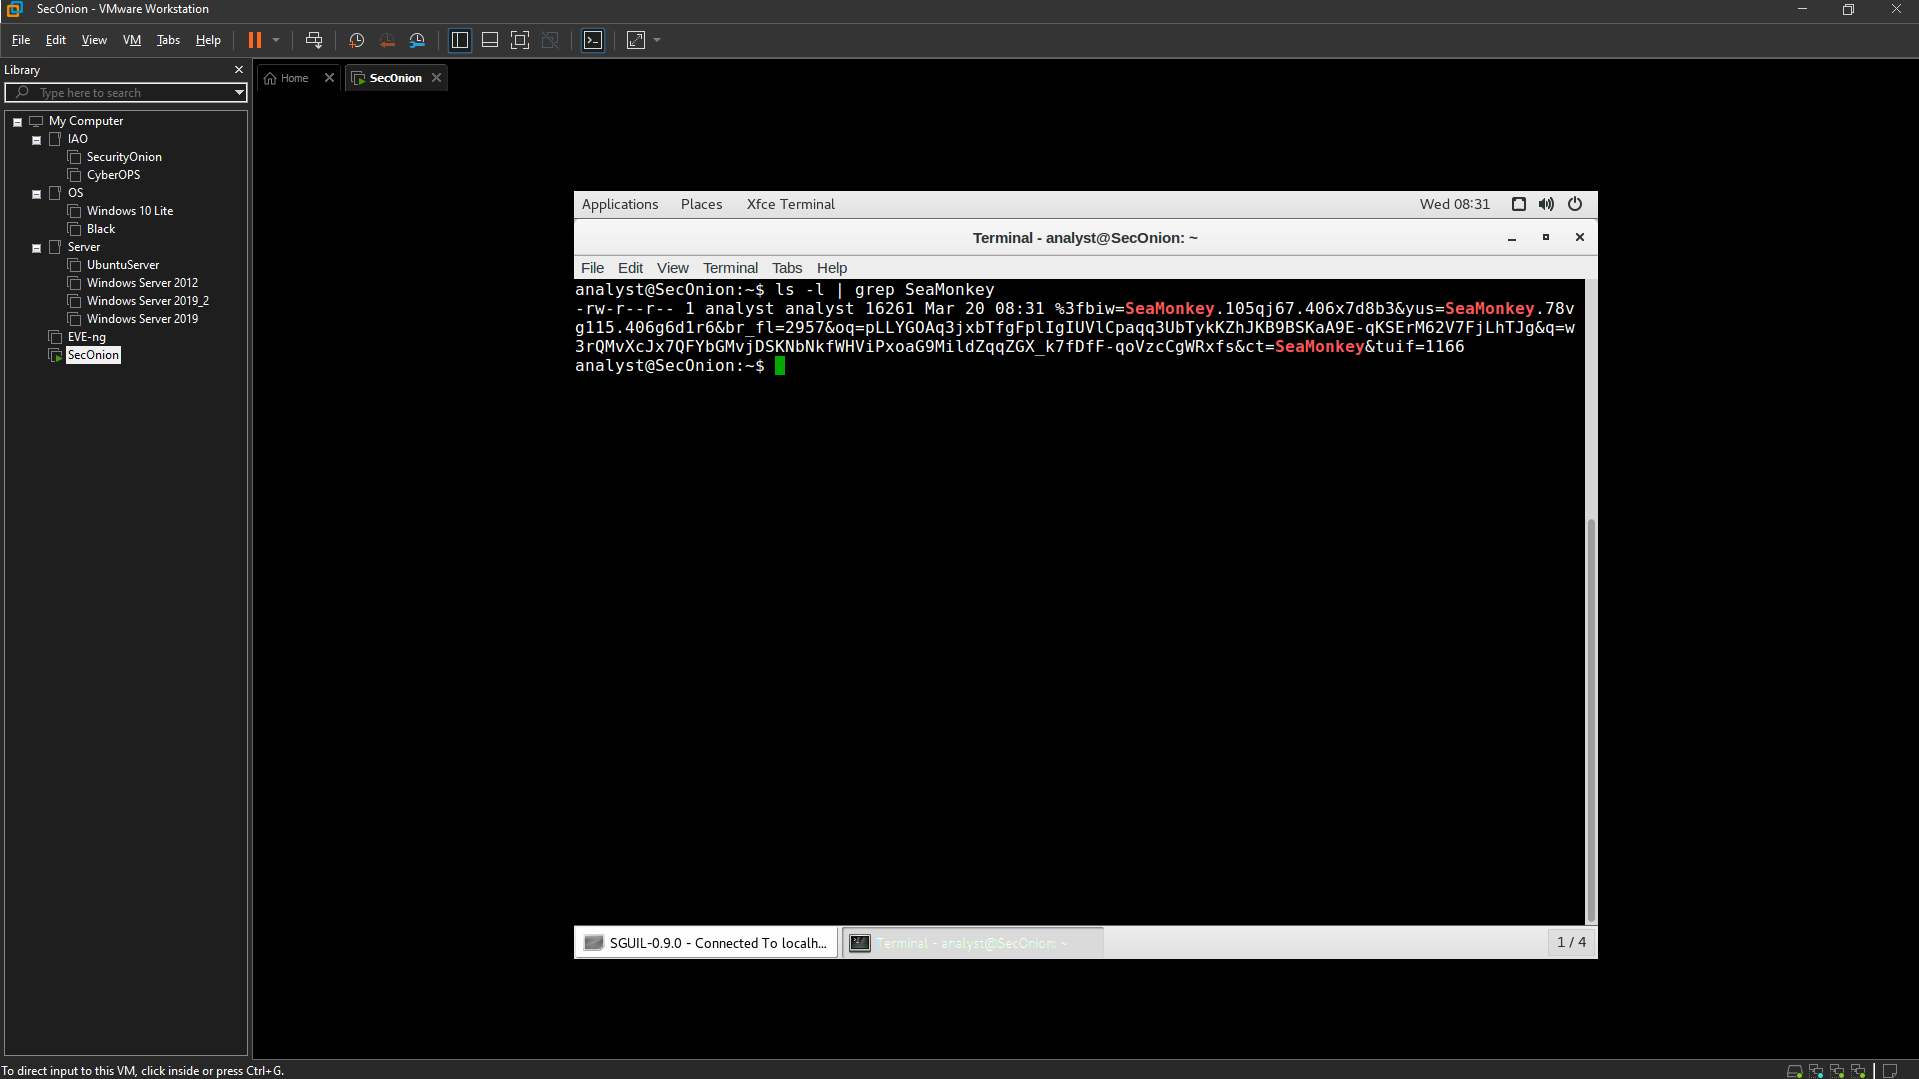 SecOnion - VMware Workstation
File Edit View VM Tabs Help
Library
Type here to search
Home
SecOnion
My Computer
IAO
SecurityOnion
CyberOPS
OS
Windows 10 Lite
Black
Server
UbuntuServer
Windows Server 2012
Windows Server 2019_2
Windows Server 2019
EVE-ng
SecOnion
Applications Places Xfce Terminal Wed 08:31
Terminal - analyst@SecOnion: ~
File Edit View Terminal Tabs Help
analyst@SecOnion:~$ ls -l | grep SeaMonkey
-rw-r--r-- 1 analyst analyst 16261 Mar 20 08:31 %3fbiw=SeaMonkey.105qj67.406x7d8b3&yus=SeaMonkey.78v
g115.406g6d1r6&br_fl=2957&oq=pLLYGOAq3jxbTfgFplIgIUVlCpaqq3UbTykKZhJKB9BSKaA9E-qKSErM62V7FjLhTJg&q=w
3rQMvXcJx7QFYbGMvjDSKNbNkfWHViPxoaG9MildZqqZGX_k7fDfF-qoVzcCgWRxfs&ct=SeaMonkey&tuif=1166
analyst@SecOnion:~$
SGUIL-0.9.0 - Connected To localh... Terminal - analyst@SecOnion: ~ 1 / 4
To direct input to this VM, click inside or press Ctrl+G.